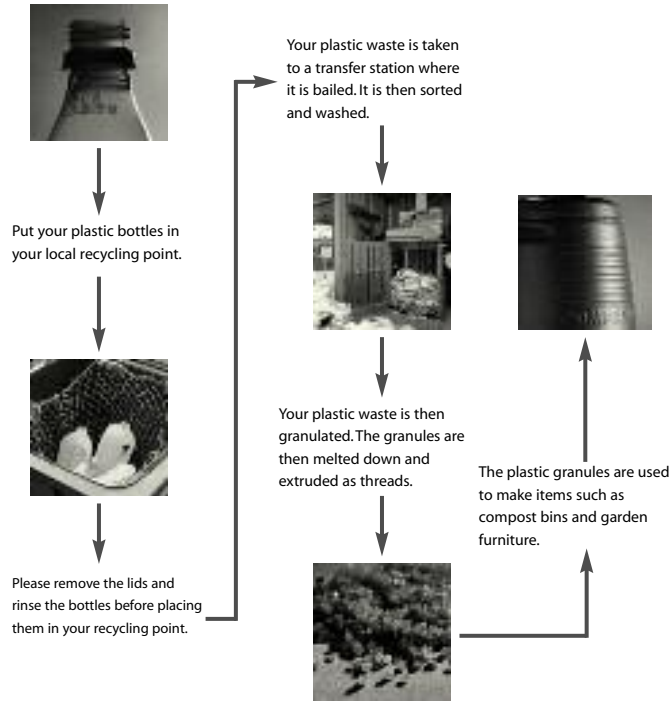 Put your plastic bottles in
your local recycling point.
Please remove the lids and
rinse the bottles before placing
them in your recycling point.
Your plastic waste is taken
to a transfer station where
it is bailed. It is then sorted
and washed.
Your plastic waste is then
granulated. The granules are
then melted down and
extruded as threads.
The plastic granules are used
to make items such as
compost bins and garden
furniture.